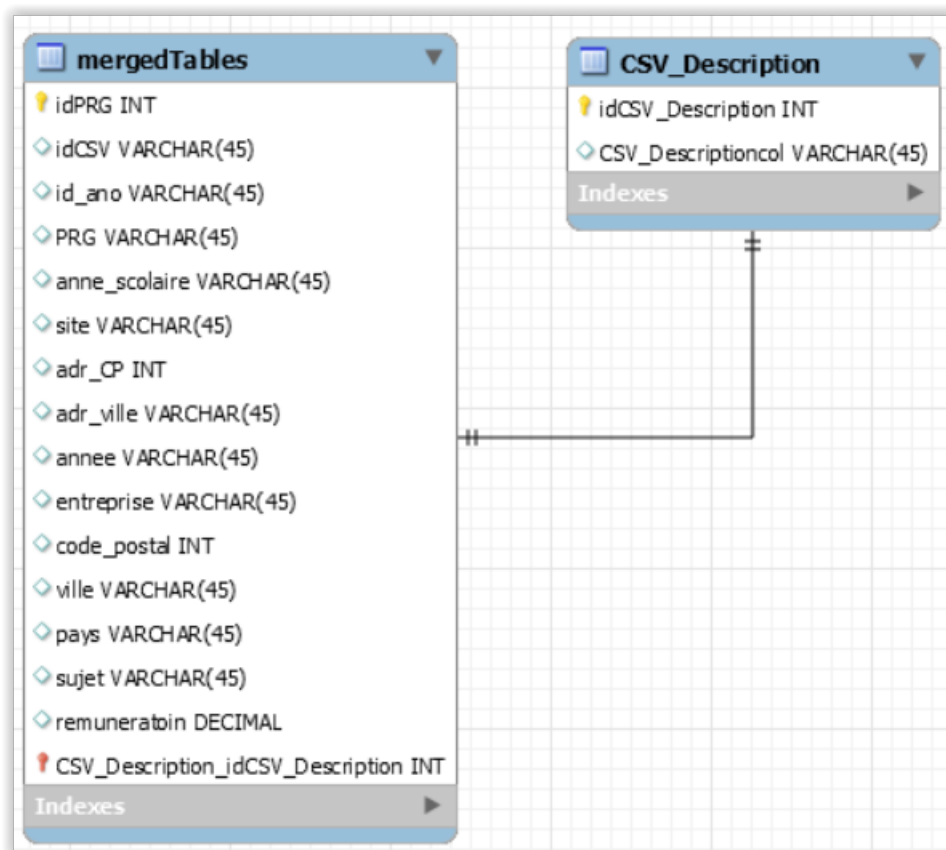 mergedTables
idPRG INT
idCSV VARCHAR(45)
id_ano VARCHAR(45)
PRG VARCHAR(45)
anne_scolaire VARCHAR(45)
site VARCHAR(45)
adr_CP INT
adr_ville VARCHAR(45)
annee VARCHAR(45)
entreprise VARCHAR(45)
code_postal INT
ville VARCHAR(45)
pays VARCHAR(45)
sujet VARCHAR(45)
remuneratoin DECIMAL
CSV_Description_idCSV_Description INT
Indexes
CSV_Description
idCSV_Description INT
CSV_Descriptioncol VARCHAR(45)
Indexes